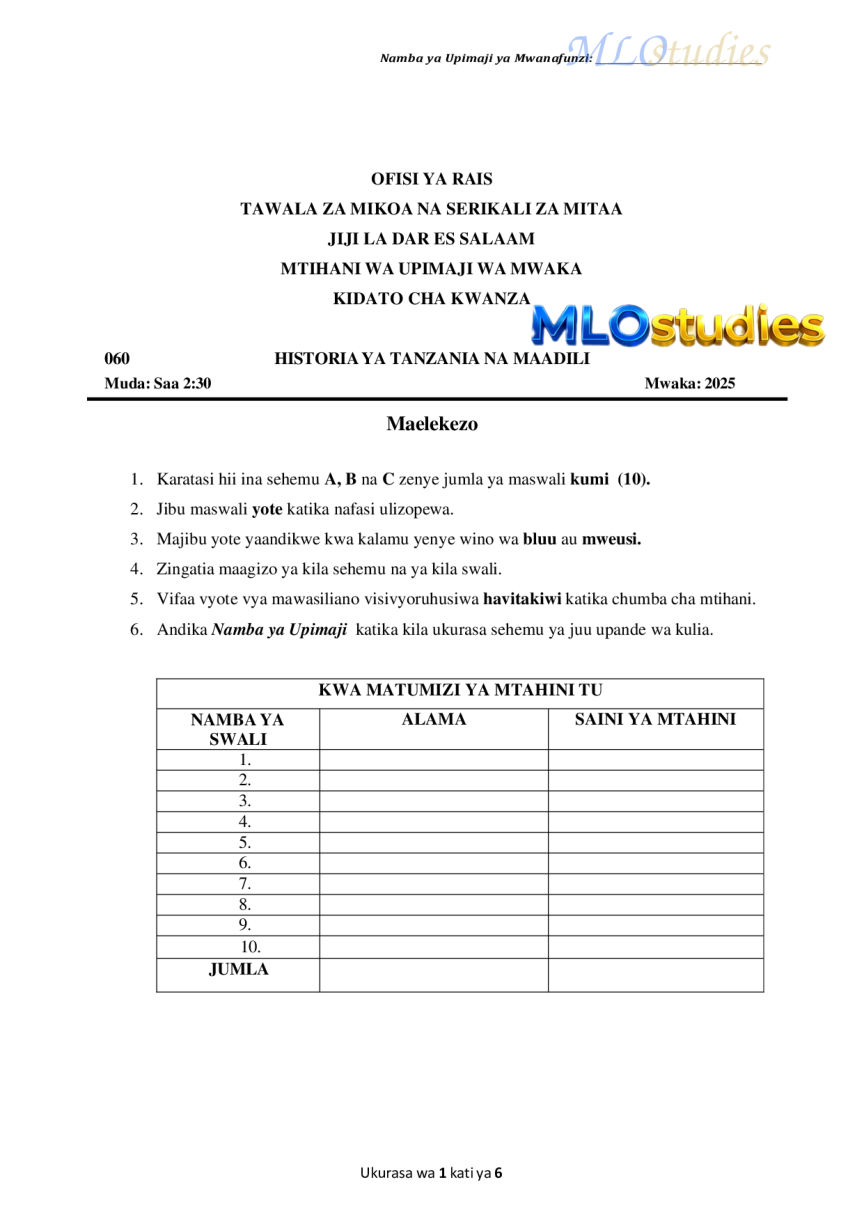 Namba ya Upimaji ya Mwanafunzi: ____________________
MLOstudies
OFISI YA RAIS
TAWALA ZA MIKOA NA SERIKALI ZA MITAA
JIJI LA DAR ES SALAAM
MTIHANI WA UPIMAJI WA MWAKA
KIDATO CHA KWANZA
MLOstudies
060 HISTORIA YA TANZANIA NA MAADILI
Muda: Saa 2:30 Mwaka: 2025
Maelekezo
1. Karatasi hii ina sehemu A, B na C zenye jumla ya maswali kumi (10).
2. Jibu maswali yote katika nafasi ulizopewa.
3. Majibu yote yaandikwe kwa kalamu yenye wino wa bluu au mweusi.
4. Zingatia maagizo ya kila sehemu na ya kila swali.
5. Vifaa vyote vya mawasiliano visivyoruhusiwa havitakiwi katika chumba cha mtihani.
6. Andika Namba ya Upimaji katika kila ukurasa sehemu ya juu upande wa kulia.
KWA MATUMIZI YA MTAHINI TU
NAMBA YA SWALI ALAMA SAINI YA MTAHINI
1.
2.
3.
4.
5.
6.
7.
8.
9.
10.
JUMLA
Ukurasa wa 1 kati ya 6